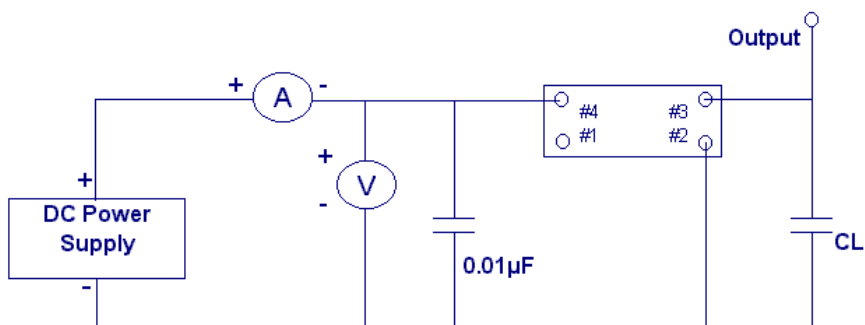 Output
+
A
-
#4
#3
#1
#2
+
V
-
+
DC Power
Supply
-
0.01µF
CL